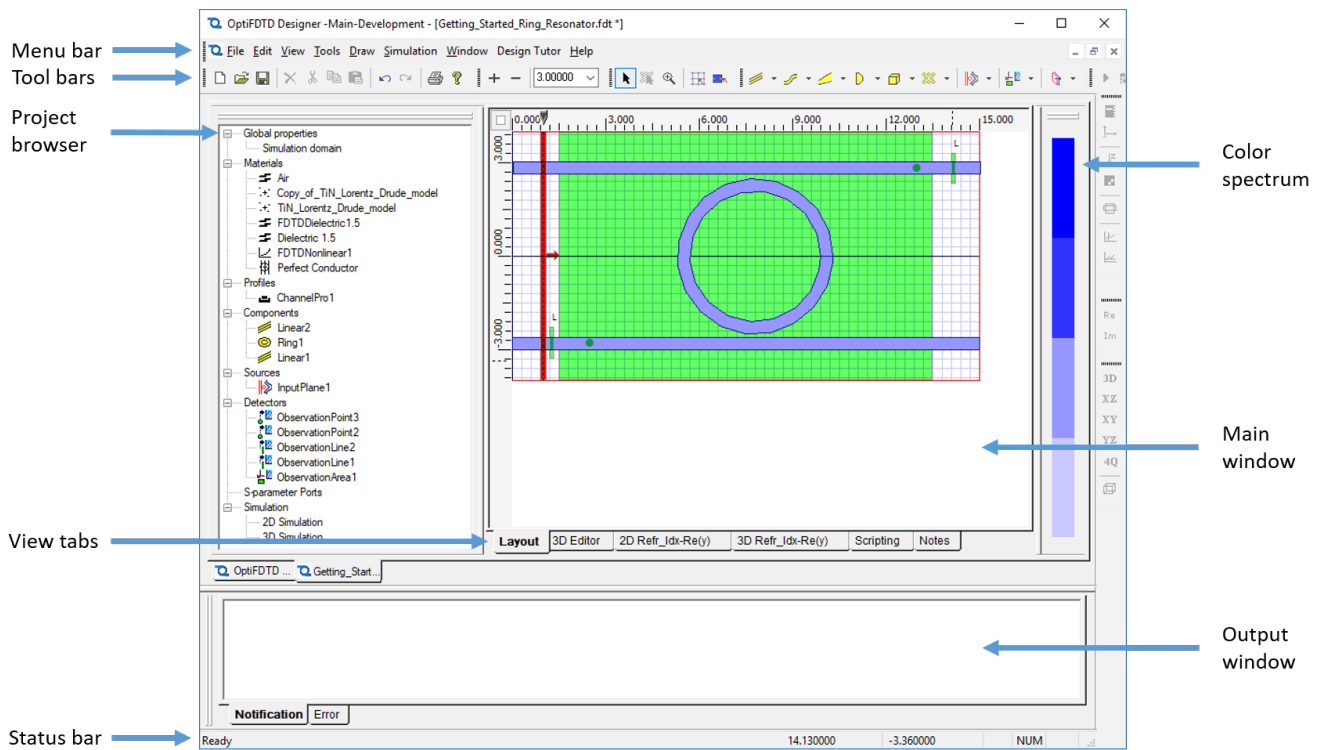 OptiFDTD Designer -Main-Development - [Getting_Started_Ring_Resonator.fdt *]
Menu bar
File Edit View Tools Draw Simulation Window Design Tutor Help
Tool bars
3.00000
Project
browser
Global properties
Simulation domain
Materials
Air
Copy_of_TiN_Lorentz_Drude_model
TiN_Lorentz_Drude_model
FDTDDielectric1.5
Dielectric 1.5
FDTDNonlinear1
Perfect Conductor
Profiles
ChannelPro1
Components
Linear2
Ring1
Linear1
Sources
InputPlane1
Detectors
ObservationPoint3
ObservationPoint2
ObservationLine2
ObservationLine1
ObservationArea1
S-parameter Ports
Simulation
2D Simulation
3D Simulation
0.000 3.000 6.000 9.000 12.000 15.000
3.000
0.000
-3.000
L
L
Color
spectrum
Re
Im
3D
XZ
XY
YZ
4Q
Main
window
View tabs
Layout 3D Editor 2D Refr_Idx-Re(y) 3D Refr_Idx-Re(y) Scripting Notes
OptiFDTD ... Getting_Start...
Output
window
Notification Error
Status bar
Ready 14.130000 -3.360000 NUM